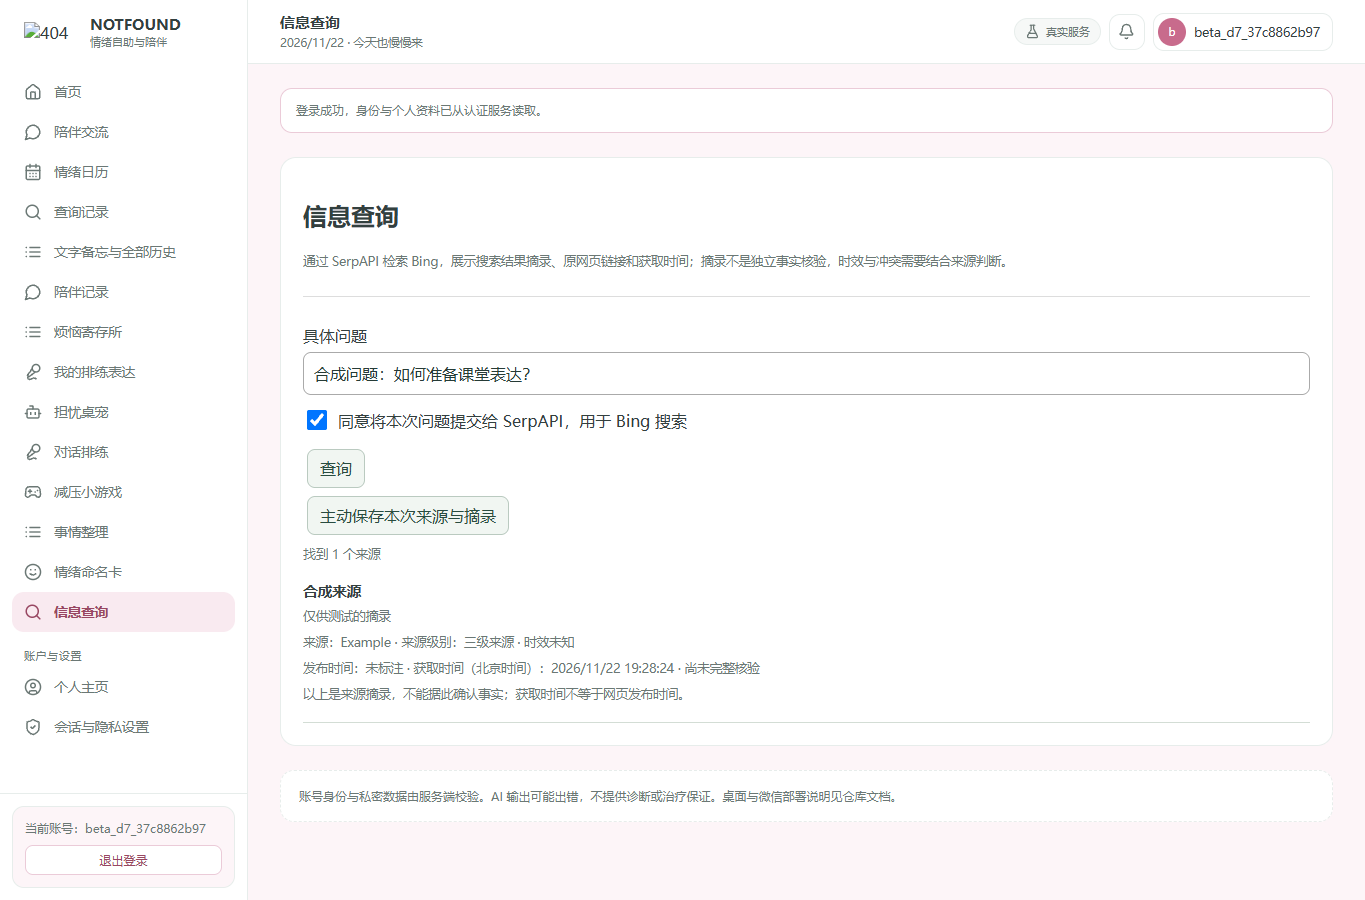 404
NOTFOUND
情绪自助与陪伴
首页
陪伴交流
情绪日历
查询记录
文字备忘与全部历史
陪伴记录
烦恼寄存所
我的排练表达
担忧桌宠
对话排练
减压小游戏
事情整理
情绪命名卡
信息查询
账户与设置
个人主页
会话与隐私设置
当前账号：beta_d7_37c8862b97
退出登录
信息查询
2026/11/22 · 今天也慢慢来
真实服务
b
beta_d7_37c8862b97
登录成功，身份与个人资料已从认证服务读取。
信息查询
通过 SerpAPI 检索 Bing，展示搜索结果摘录、原网页链接和获取时间；摘录不是独立事实核验，时效与冲突需要结合来源判断。
具体问题
合成问题：如何准备课堂表达？
同意将本次问题提交给 SerpAPI，用于 Bing 搜索
查询
主动保存本次来源与摘录
找到 1 个来源
合成来源
仅供测试的摘录
来源：Example · 来源级别：三级来源 · 时效未知
发布时间：未标注 · 获取时间（北京时间）：2026/11/22 19:28:24 · 尚未完整核验
以上是来源摘录，不能据此确认事实；获取时间不等于网页发布时间。
账号身份与私密数据由服务端校验。AI 输出可能出错，不提供诊断或治疗保证。桌面与微信部署说明见仓库文档。